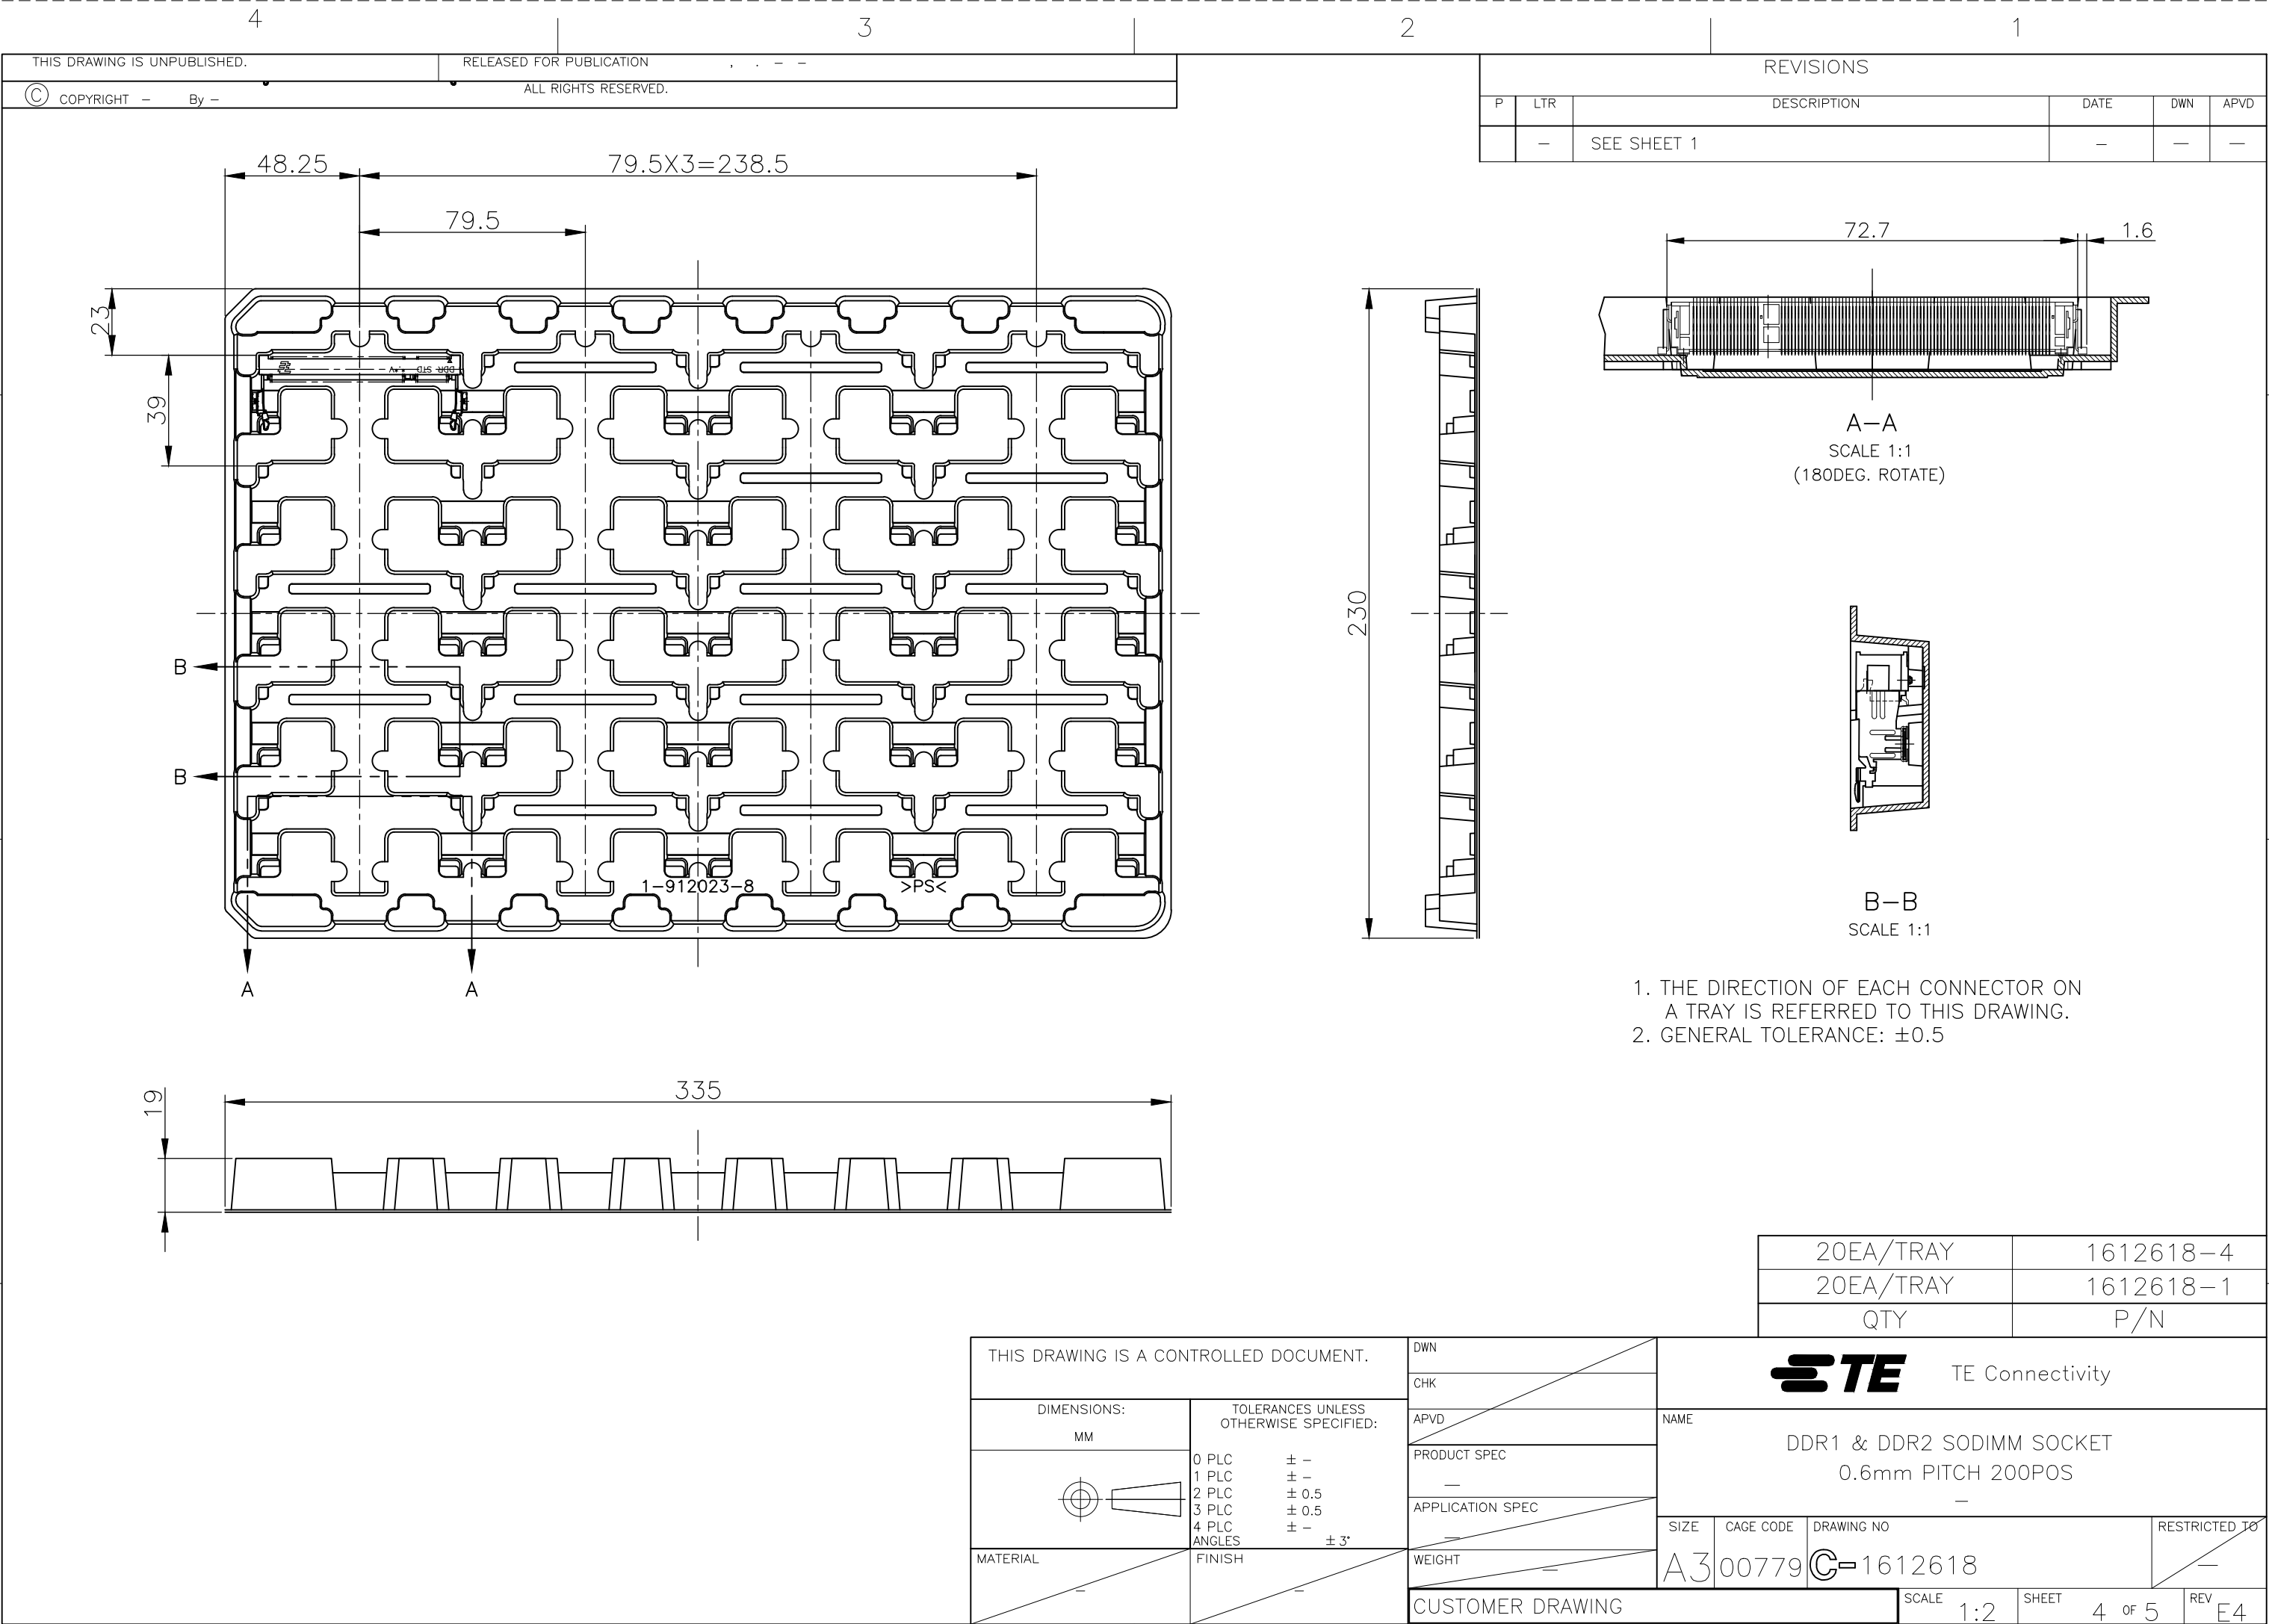 4
3
2
1
THIS DRAWING IS UNPUBLISHED.
RELEASED FOR PUBLICATION , . – –
© COPYRIGHT – By –
ALL RIGHTS RESERVED.
REVISIONS
P LTR DESCRIPTION DATE DWN APVD
– SEE SHEET 1 – – –
48.25
79.5X3=238.5
79.5
23
39
DDR STD
1-912023-8
>PS<
B
B
A
A
230
72.7
1.6
A-A
SCALE 1:1
(180DEG. ROTATE)
B-B
SCALE 1:1
1. THE DIRECTION OF EACH CONNECTOR ON
A TRAY IS REFERRED TO THIS DRAWING.
2. GENERAL TOLERANCE: ±0.5
335
19
20EA/TRAY 1612618-4
20EA/TRAY 1612618-1
QTY P/N
THIS DRAWING IS A CONTROLLED DOCUMENT.
DIMENSIONS:
MM
TOLERANCES UNLESS
OTHERWISE SPECIFIED:
0 PLC ± –
1 PLC ± –
2 PLC ± 0.5
3 PLC ± 0.5
4 PLC ± –
ANGLES ± 3°
MATERIAL
–
FINISH
–
DWN
CHK
APVD
PRODUCT SPEC
–
APPLICATION SPEC
–
WEIGHT
–
CUSTOMER DRAWING
TE TE Connectivity
NAME
DDR1 & DDR2 SODIMM SOCKET
0.6mm PITCH 200POS
–
SIZE CAGE CODE DRAWING NO RESTRICTED TO
A3 00779 C-1612618 –
SCALE 1:2 SHEET 4 OF 5 REV E4